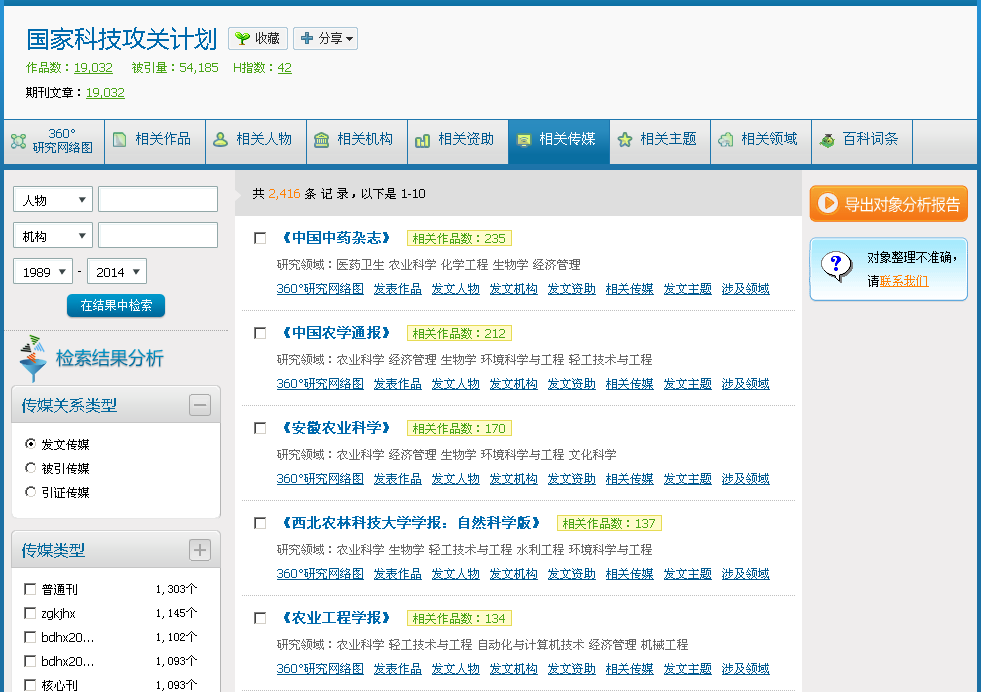 国家科技攻关计划 收藏 分享
作品数：19,032 被引量：54,185 H指数：42
期刊文章：19,032
360°
研究网络图 相关作品 相关人物 相关机构 相关资助 相关传媒 相关主题 相关领域 百科词条
人物
机构
1989 - 2014
在结果中检索
检索结果分析
传媒关系类型
发文传媒
被引传媒
引证传媒
传媒类型
普通刊 1,303个
zgkjhx 1,145个
bdhx20... 1,102个
bdhx20... 1,093个
核心刊 1,093个
共 2,416 条 记 录，以下是 1-10
《中国中药杂志》 相关作品数：235
研究领域：医药卫生 农业科学 化学工程 生物学 经济管理
360°研究网络图 发表作品 发文人物 发文机构 发文资助 相关传媒 发文主题 涉及领域
《中国农学通报》 相关作品数：212
研究领域：农业科学 经济管理 生物学 环境科学与工程 轻工技术与工程
360°研究网络图 发表作品 发文人物 发文机构 发文资助 相关传媒 发文主题 涉及领域
《安徽农业科学》 相关作品数：170
研究领域：农业科学 经济管理 生物学 环境科学与工程 文化科学
360°研究网络图 发表作品 发文人物 发文机构 发文资助 相关传媒 发文主题 涉及领域
《西北农林科技大学学报：自然科学版》 相关作品数：137
研究领域：农业科学 生物学 轻工技术与工程 水利工程 环境科学与工程
360°研究网络图 发表作品 发文人物 发文机构 发文资助 相关传媒 发文主题 涉及领域
《农业工程学报》 相关作品数：134
研究领域：农业科学 轻工技术与工程 自动化与计算机技术 经济管理 机械工程
360°研究网络图 发表作品 发文人物 发文机构 发文资助 相关传媒 发文主题 涉及领域
导出对象分析报告
对象整理不准确，
请联系我们